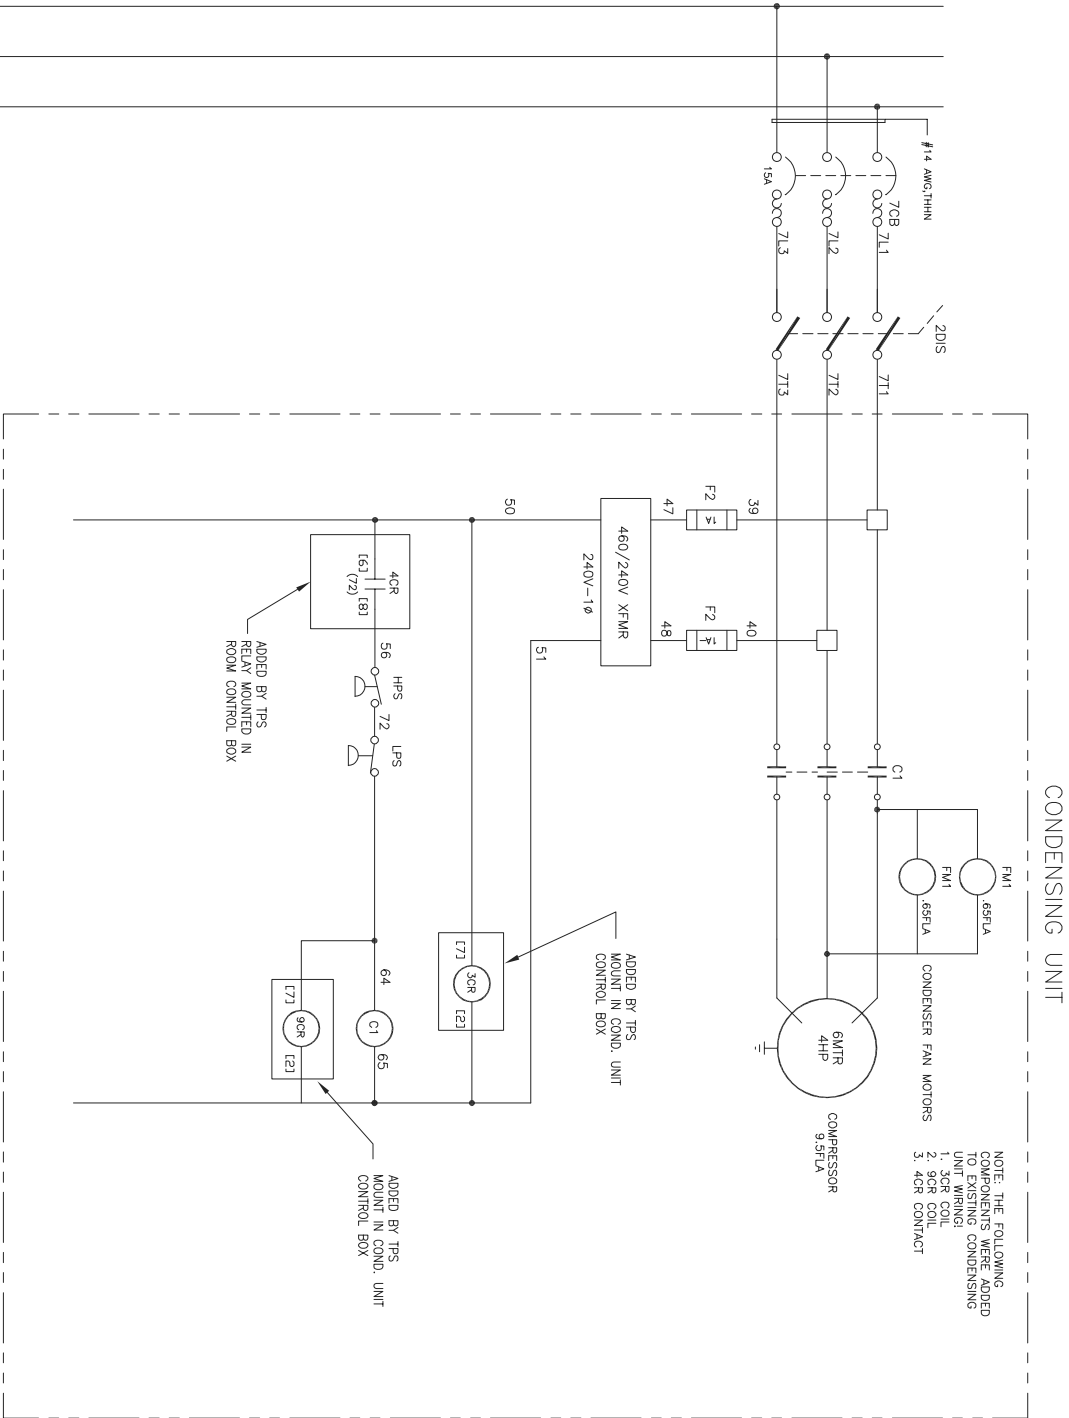 CONDENSING UNIT
#14 AWG,THHN
7CB
15A
7L1
7L2
7L3
2DIS
7T1
7T2
7T3
C1
FM1
.65FLA
FM1
.65FLA
CONDENSER FAN MOTORS
6MTR
4HP
COMPRESSOR
9.5FLA
NOTE: THE FOLLOWING
COMPONENTS WERE ADDED
TO EXISTING CONDENSING
UNIT WIRING!
1. 3CR COIL
2. 9CR COIL
3. 4CR CONTACT
39
F2
1A
47
40
F2
1A
48
460/240V XFMR
240V-1ø
50
51
[7]
3CR
[2]
ADDED BY TPS
MOUNT IN COND. UNIT
CONTROL BOX
4CR
[6]
[8]
(72)
56
HPS
72
LPS
64
C1
65
ADDED BY TPS
RELAY MOUNTED IN
ROOM CONTROL BOX
[7]
9CR
[2]
ADDED BY TPS
MOUNT IN COND. UNIT
CONTROL BOX